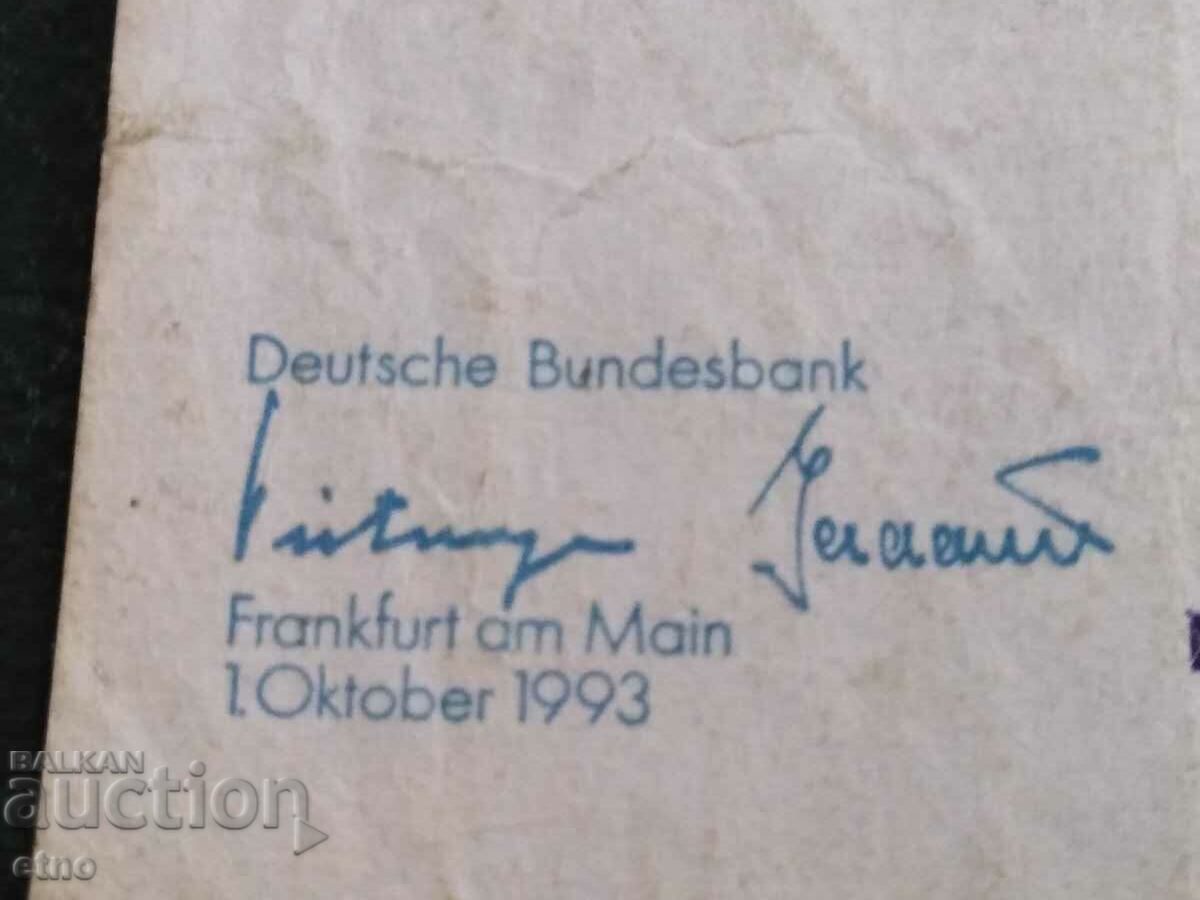 Deutsche Bundesbank
Frankfurt am Main
1. Oktober 1993
BALKAN
auction
etno